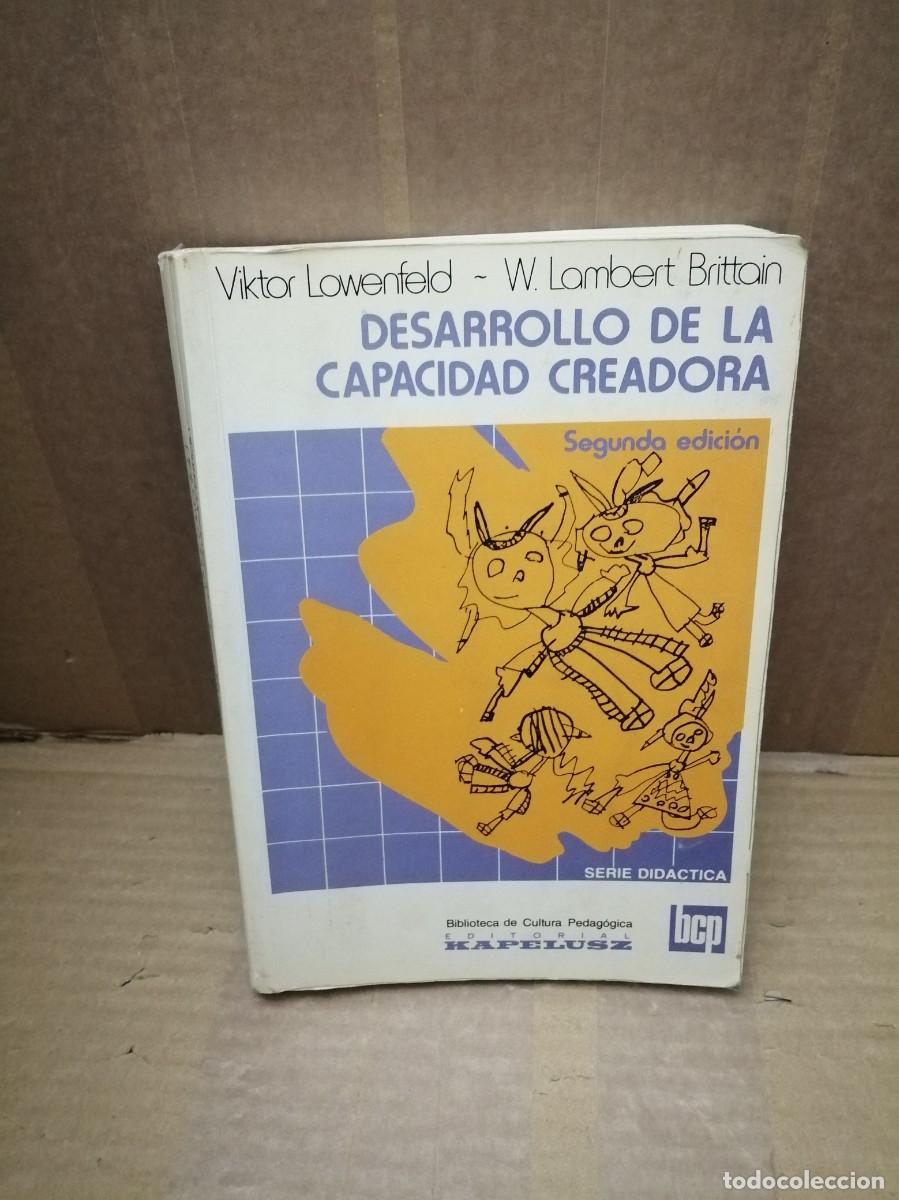 Viktor Lowenfeld ~ W. Lambert Brittain
DESARROLLO DE LA
CAPACIDAD CREADORA
Segunda edición
SERIE DIDACTICA
Biblioteca de Cultura Pedagógica
EDITORIAL
KAPELUSZ
bcp
todocoleccion